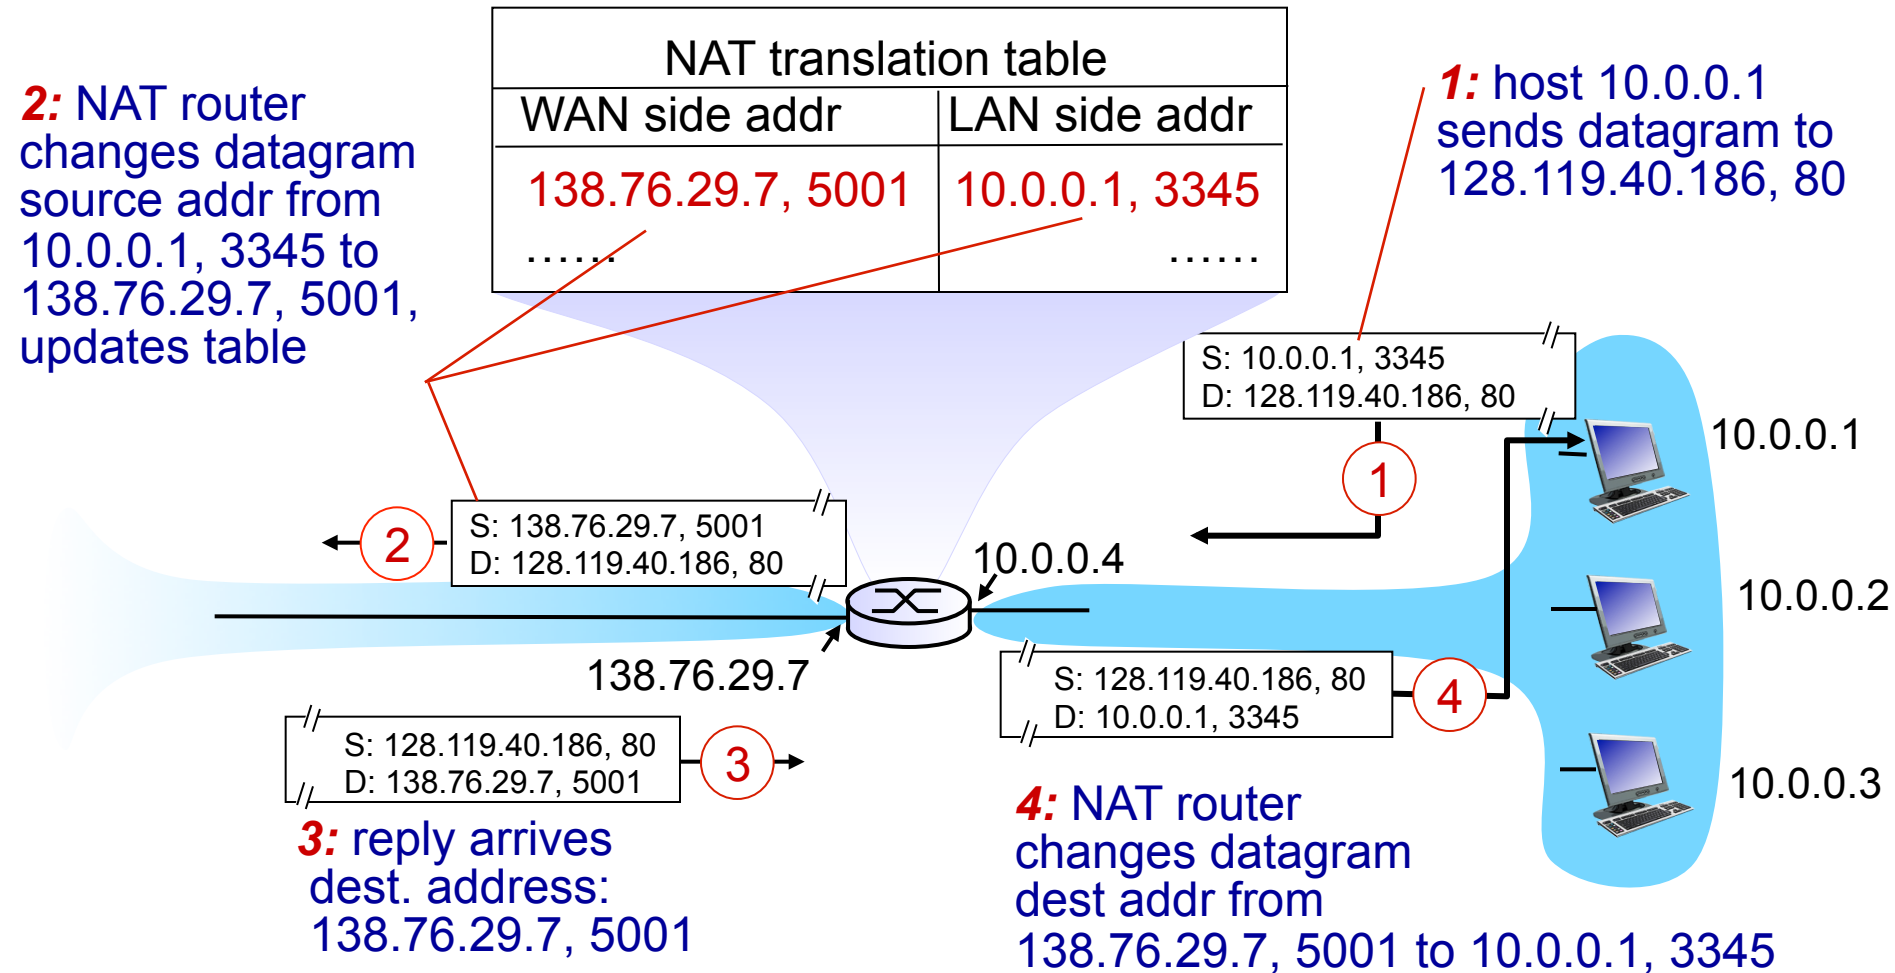 NAT translation table
WAN side addr LAN side addr
138.76.29.7, 5001 10.0.0.1, 3345
...... ......
2: NAT router
changes datagram
source addr from
10.0.0.1, 3345 to
138.76.29.7, 5001,
updates table
1: host 10.0.0.1
sends datagram to
128.119.40.186, 80
S: 10.0.0.1, 3345
D: 128.119.40.186, 80
1
10.0.0.1
S: 138.76.29.7, 5001
D: 128.119.40.186, 80
2
10.0.0.4
10.0.0.2
138.76.29.7
S: 128.119.40.186, 80
D: 10.0.0.1, 3345
4
S: 128.119.40.186, 80
D: 138.76.29.7, 5001
3
10.0.0.3
3: reply arrives
dest. address:
138.76.29.7, 5001
4: NAT router
changes datagram
dest addr from
138.76.29.7, 5001 to 10.0.0.1, 3345